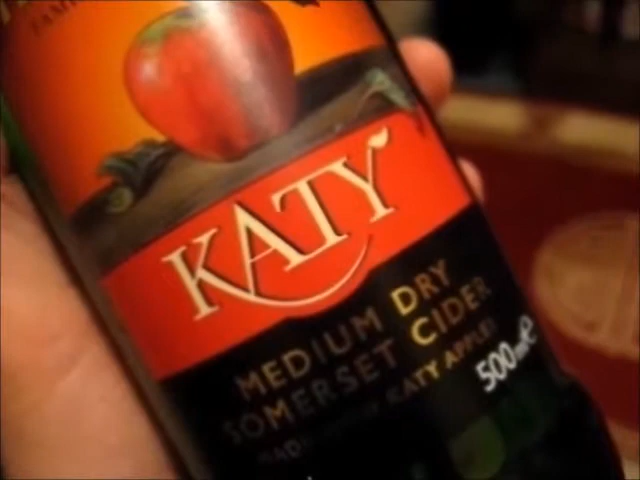 KATY
MEDIUM DRY
SOMERSET CIDER
KATY APPLES
500ml